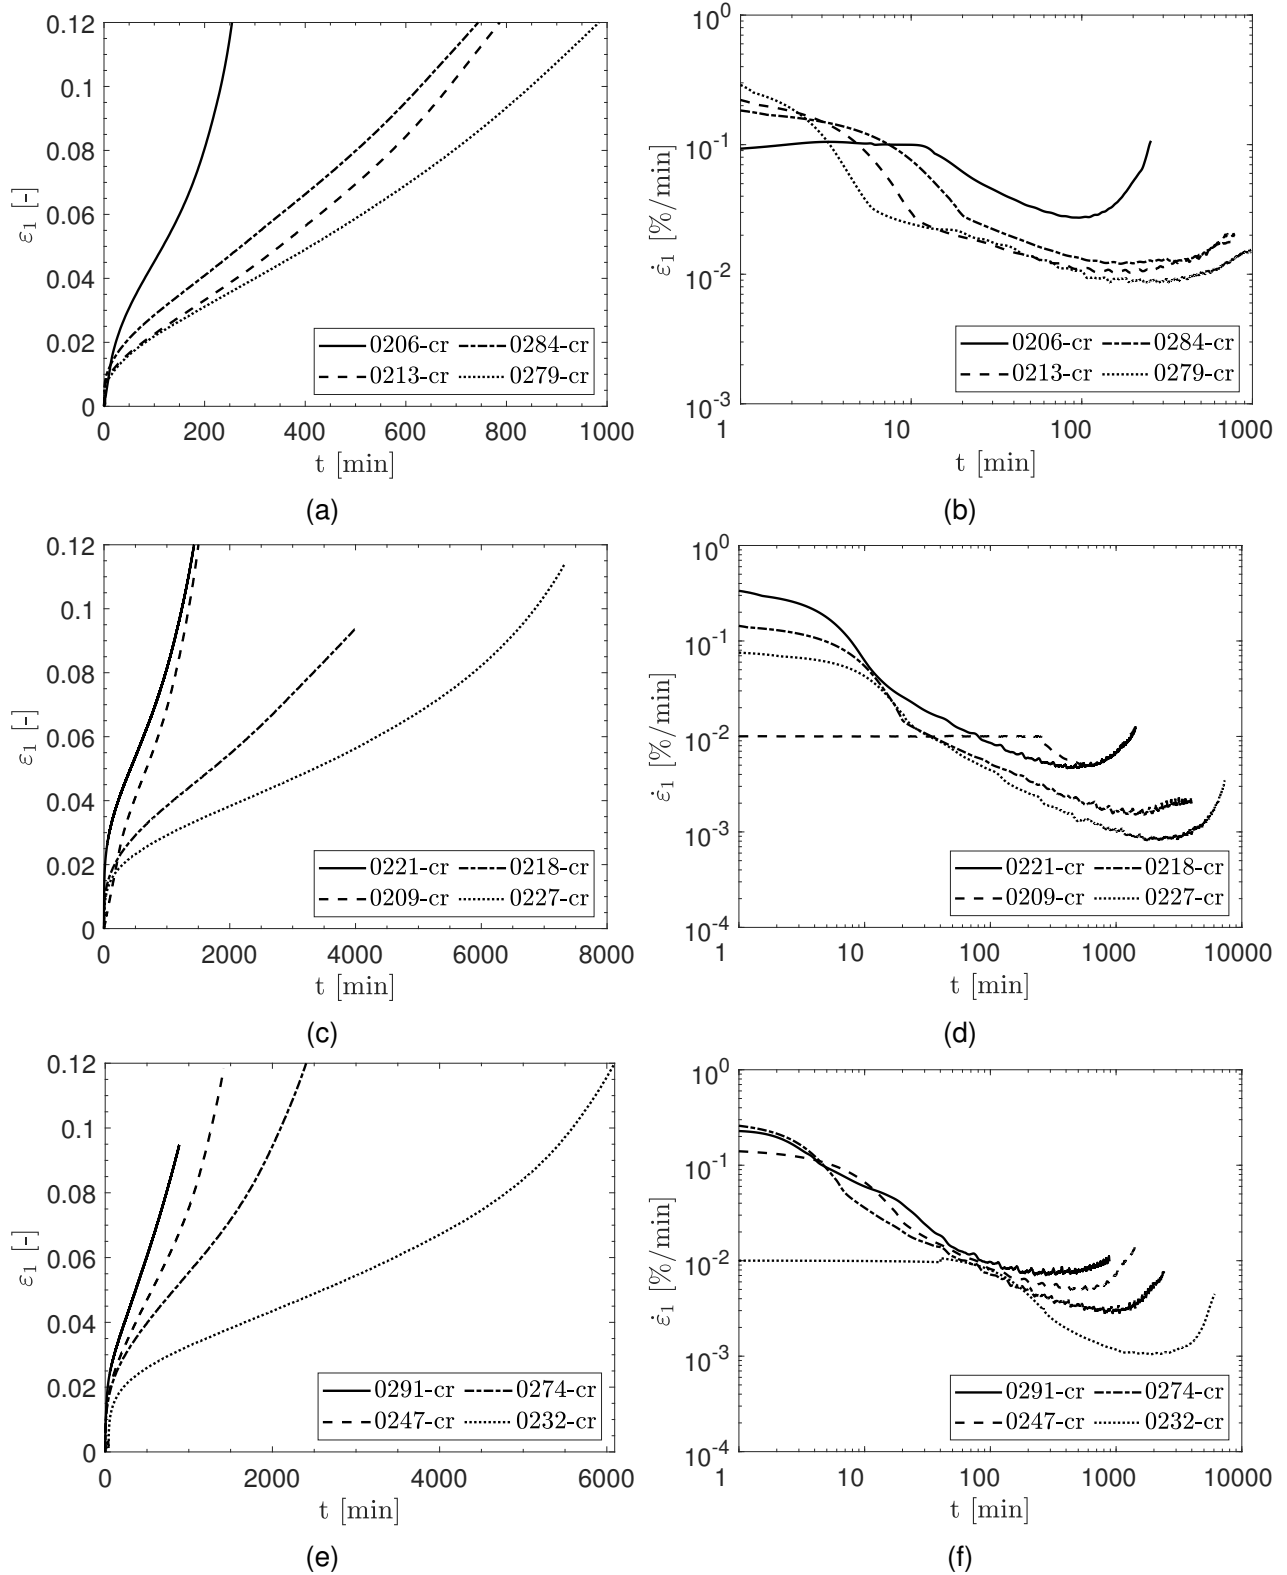 0.12
0.1
0.08
0.06
0.04
0.02
0
ε₁ [-]
0 200 400 600 800 1000
t [min]
0206-cr 0284-cr
0213-cr 0279-cr
(a)
10⁰
10⁻¹
10⁻²
10⁻³
ε̇₁ [%/min]
1 10 100 1000
t [min]
0206-cr 0284-cr
0213-cr 0279-cr
(b)
0.12
0.1
0.08
0.06
0.04
0.02
0
ε₁ [-]
0 2000 4000 6000 8000
t [min]
0221-cr 0218-cr
0209-cr 0227-cr
(c)
10⁰
10⁻¹
10⁻²
10⁻³
10⁻⁴
ε̇₁ [%/min]
1 10 100 1000 10000
t [min]
0221-cr 0218-cr
0209-cr 0227-cr
(d)
0.12
0.1
0.08
0.06
0.04
0.02
0
ε₁ [-]
0 2000 4000 6000
t [min]
0291-cr 0274-cr
0247-cr 0232-cr
(e)
10⁰
10⁻¹
10⁻²
10⁻³
10⁻⁴
ε̇₁ [%/min]
1 10 100 1000 10000
t [min]
0291-cr 0274-cr
0247-cr 0232-cr
(f)